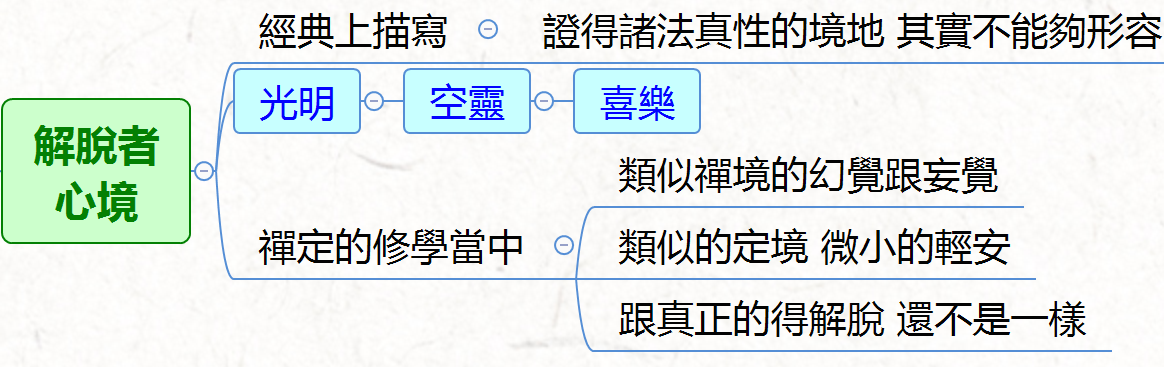 經典上描寫
證得諸法真性的境地 其實不能夠形容
光明
空靈
喜樂
解脫者
心境
類似禪境的幻覺跟妄覺
禪定的修學當中
類似的定境 微小的輕安
跟真正的得解脫 還不是一樣